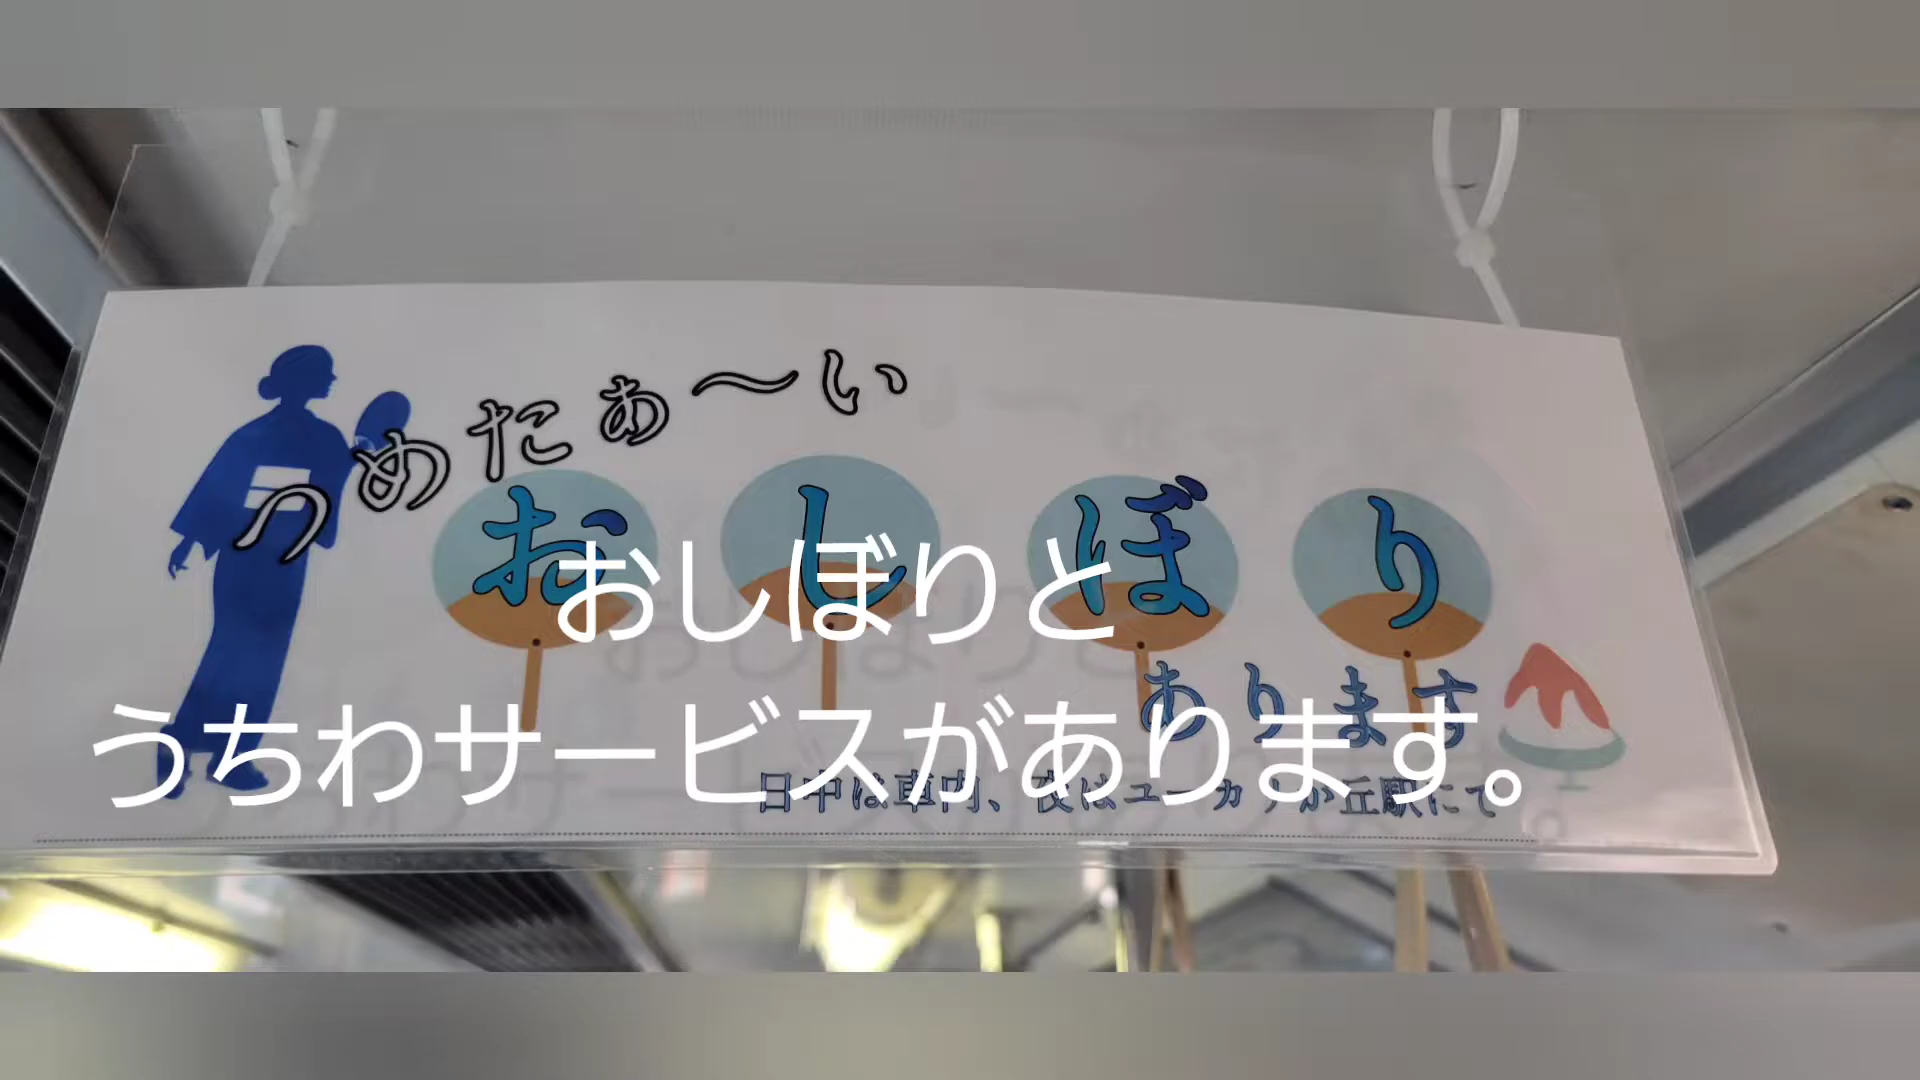 つめたぁ〜い
おしぼり
あります
日中は車内、夜はユーカリが丘駅にて
おしぼりと
うちわサービスがあります。